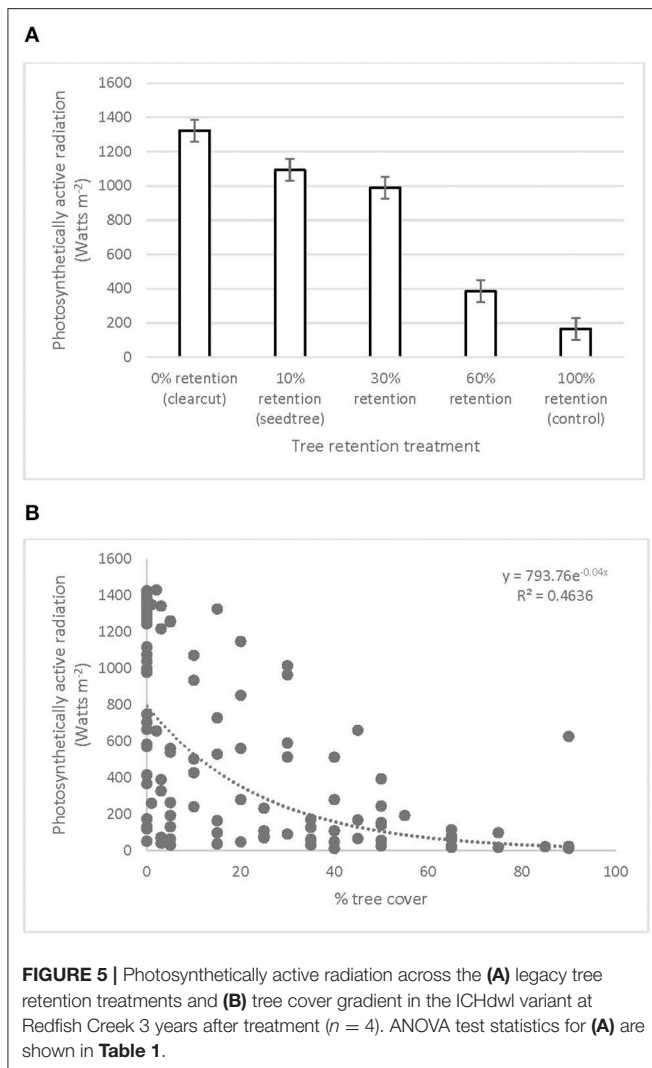 A
1600
1400
1200
1000
800
600
400
200
0
Photosynthetically active radiation
(Watts m-2)
0% retention
(clearcut)
10%
retention
(seedtree)
30%
retention
60%
retention
100%
retention
(control)
Tree retention treatment
B
1600
1400
1200
1000
800
600
400
200
0
Photosynthetically active radiation
(Watts m-2)
y = 793.76e-0.04x
R² = 0.4636
0 20 40 60 80 100
% tree cover
FIGURE 5 | Photosynthetically active radiation across the (A) legacy tree
retention treatments and (B) tree cover gradient in the ICHdwl variant at
Redfish Creek 3 years after treatment (n = 4). ANOVA test statistics for (A) are
shown in Table 1.